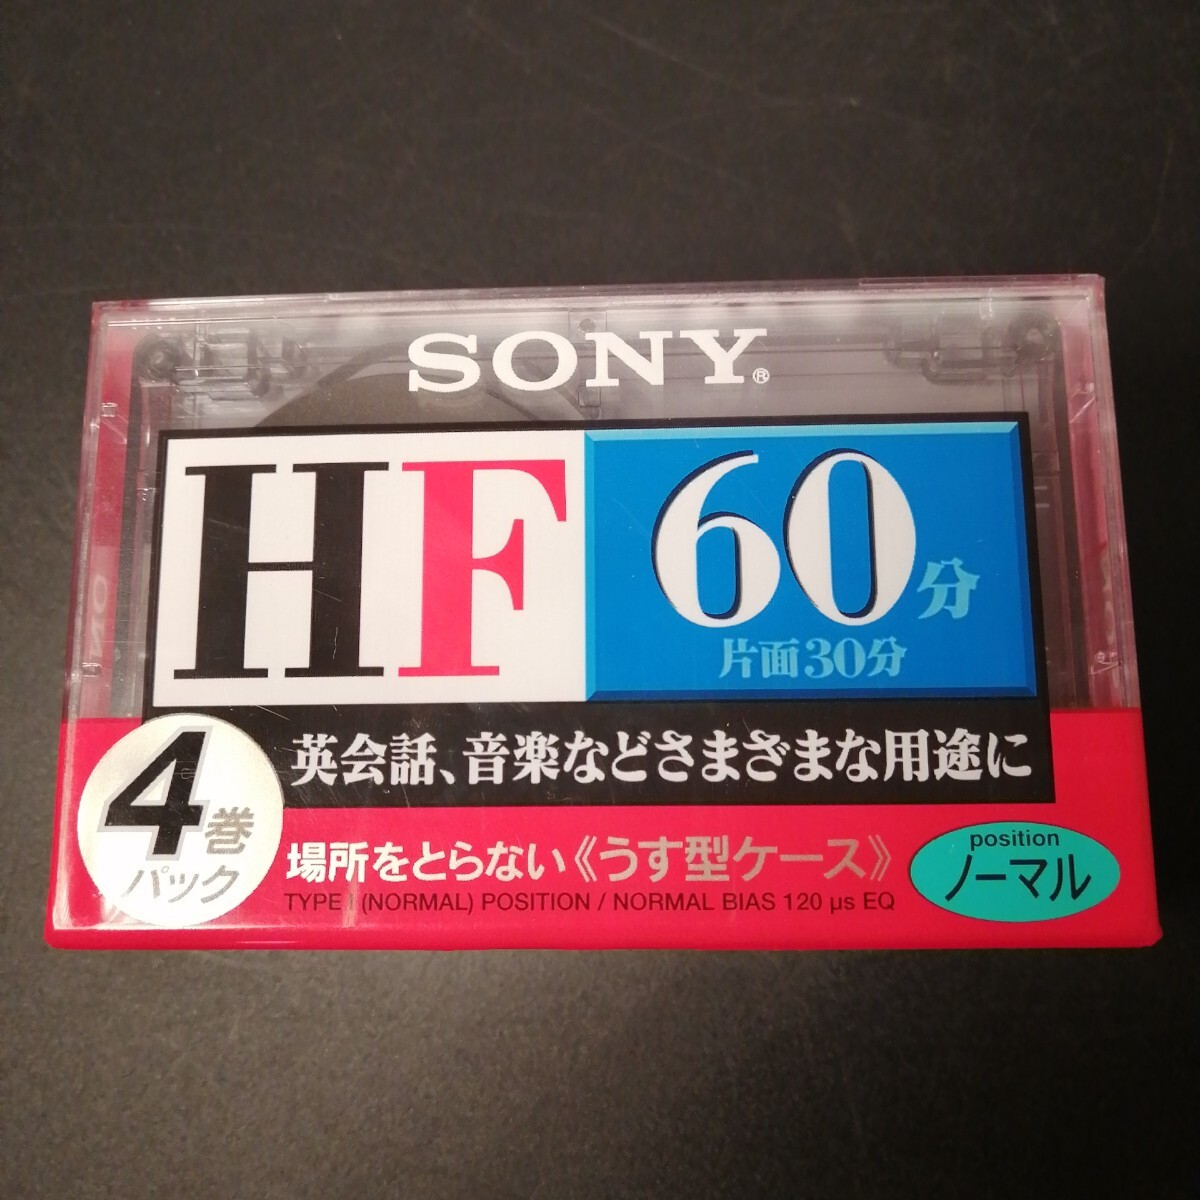 SONY®
HF
60分
片面30分
英会話、音楽などさまざまな用途に
4巻
パック
場所をとらない《うす型ケース》
TYPE I (NORMAL) POSITION / NORMAL BIAS 120 µs EQ
position
ノーマル